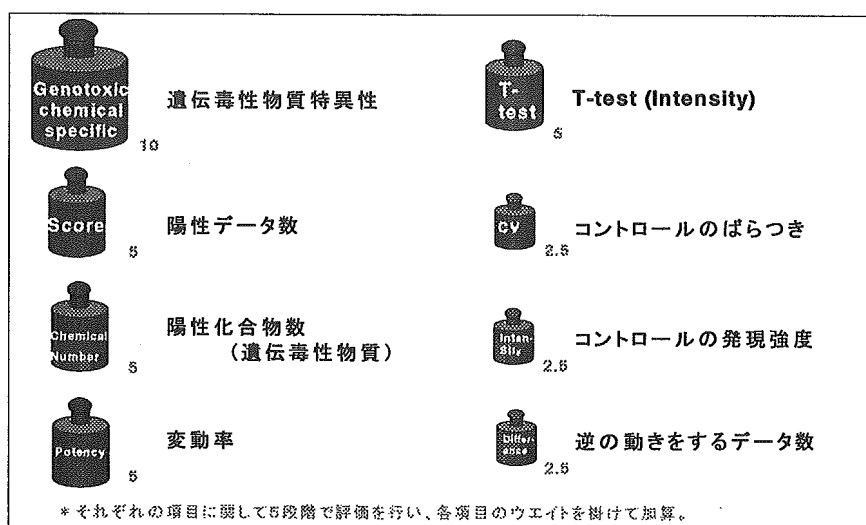 Genotoxic
chemical
specific
10
遺伝毒性物質特異性
Score
5
陽性データ数
Chemical
Number
5
陽性化合物数
(遺伝毒性物質)
Potency
5
変動率
T-
test
5
T-test (Intensity)
CV
2.5
コントロールのばらつき
Inten-
sity
2.5
コントロールの発現強度
Differ-
ence
2.5
逆の動きをするデータ数
* それぞれの項目に関して5段階で評価を行い、各項目のウエイトを掛けて加算。